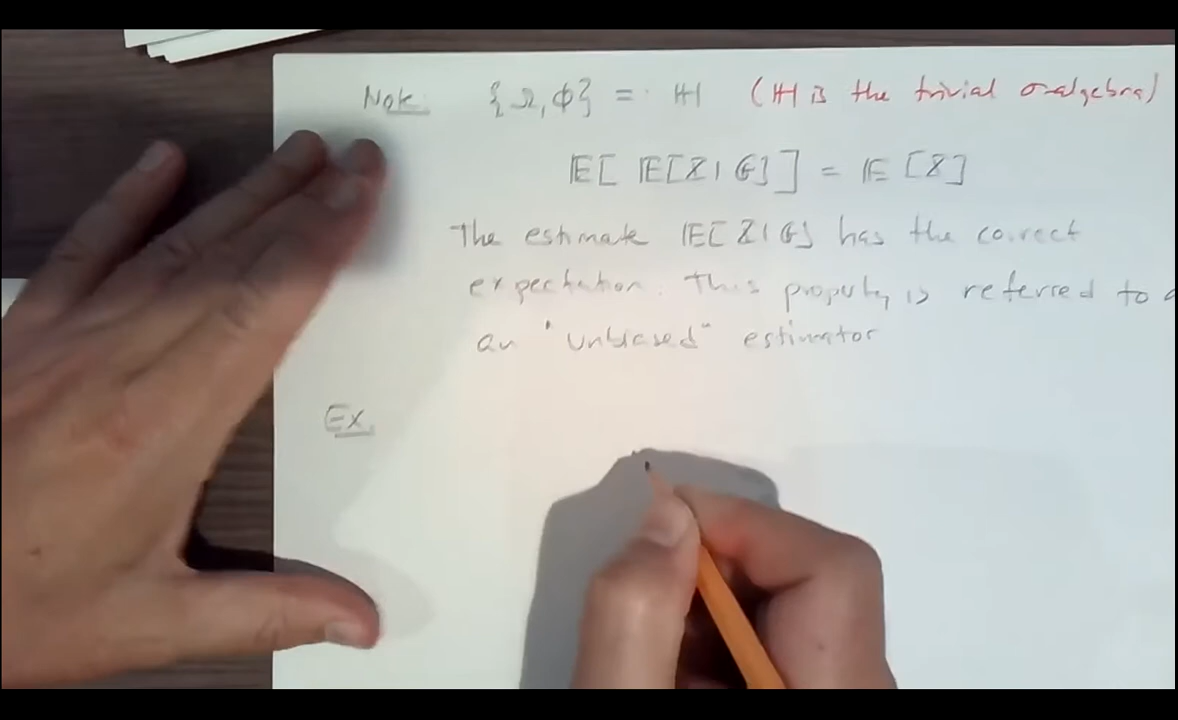 Note: {Ω, φ} = ℍ (ℍ is the trivial σ-algebra)
𝔼[ 𝔼[Z|G] ] = 𝔼[Z]
The estimate 𝔼[Z|G] has the correct
expectation. This property is referred to a
an "unbiased" estimator
Ex.